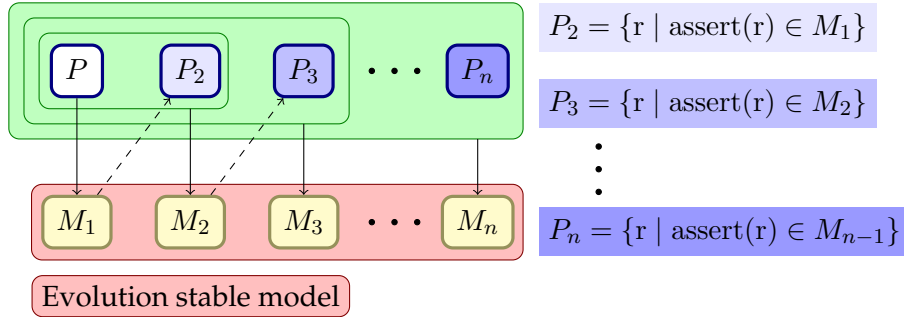 P P₂ P₃ · · · Pₙ
P₂ = {r | assert(r) ∈ M₁}
P₃ = {r | assert(r) ∈ M₂}
M₁ M₂ M₃ · · · Mₙ
Pₙ = {r | assert(r) ∈ Mₙ₋₁}
Evolution stable model